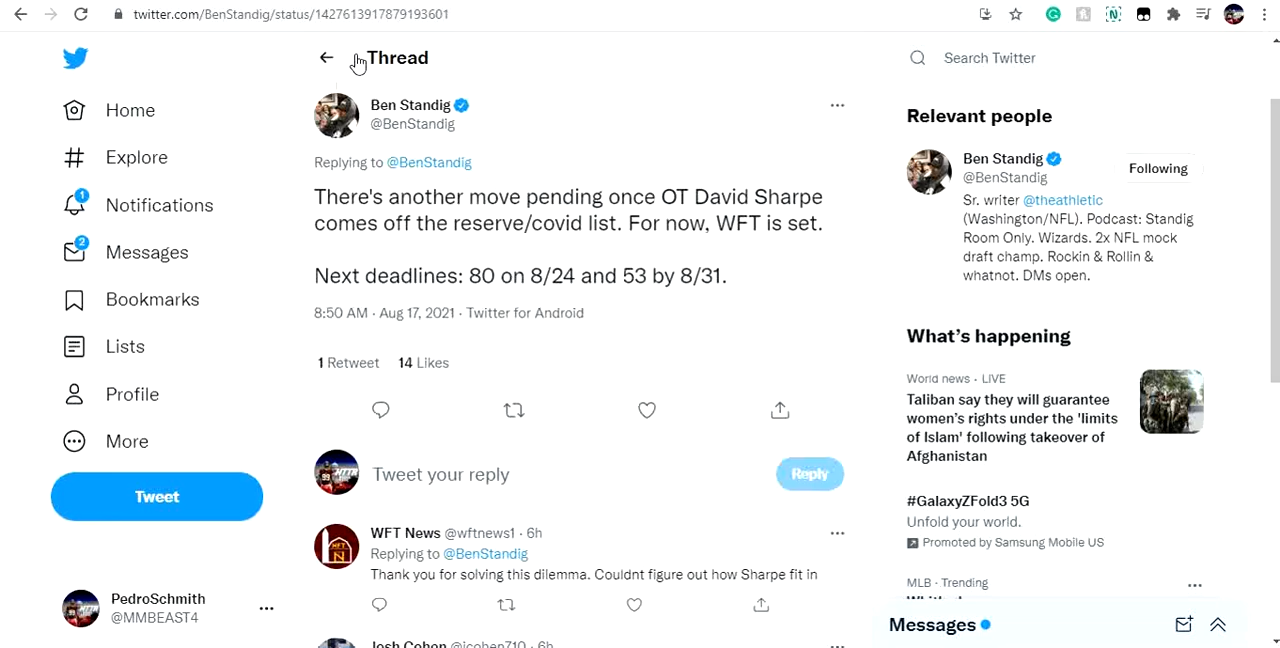 twitter.com/BenStandig/status/1427613917879193601
Thread
Search Twitter
Home
Explore
1
Notifications
2
Messages
Bookmarks
Lists
Profile
More
Tweet
PedroSchmith
@MMBEAST4
Ben Standig
@BenStandig
Replying to @BenStandig
There's another move pending once OT David Sharpe
comes off the reserve/covid list. For now, WFT is set.
Next deadlines: 80 on 8/24 and 53 by 8/31.
8:50 AM · Aug 17, 2021 · Twitter for Android
1 Retweet 14 Likes
Tweet your reply
Reply
WFT News @wftnews1 · 6h
Replying to @BenStandig
Thank you for solving this dilemma. Couldnt figure out how Sharpe fit in
Josh Cohen @jcohen710 · 6h
Relevant people
Ben Standig
@BenStandig
Following
Sr. writer @theathletic
(Washington/NFL). Podcast: Standig
Room Only. Wizards. 2x NFL mock
draft champ. Rockin & Rollin &
whatnot. DMs open.
What's happening
World news · LIVE
Taliban say they will guarantee
women's rights under the 'limits
of Islam' following takeover of
Afghanistan
#GalaxyZFold3 5G
Unfold your world.
Promoted by Samsung Mobile US
MLB · Trending
Messages